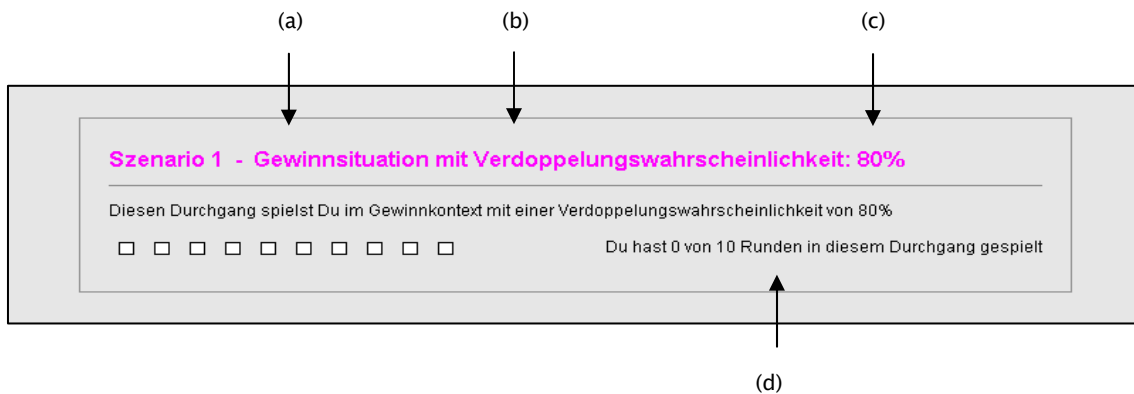 (a) (b) (c)
Szenario 1 - Gewinnsituation mit Verdoppelungswahrscheinlichkeit: 80%
Diesen Durchgang spielst Du im Gewinnkontext mit einer Verdoppelungswahrscheinlichkeit von 80%
Du hast 0 von 10 Runden in diesem Durchgang gespielt
(d)